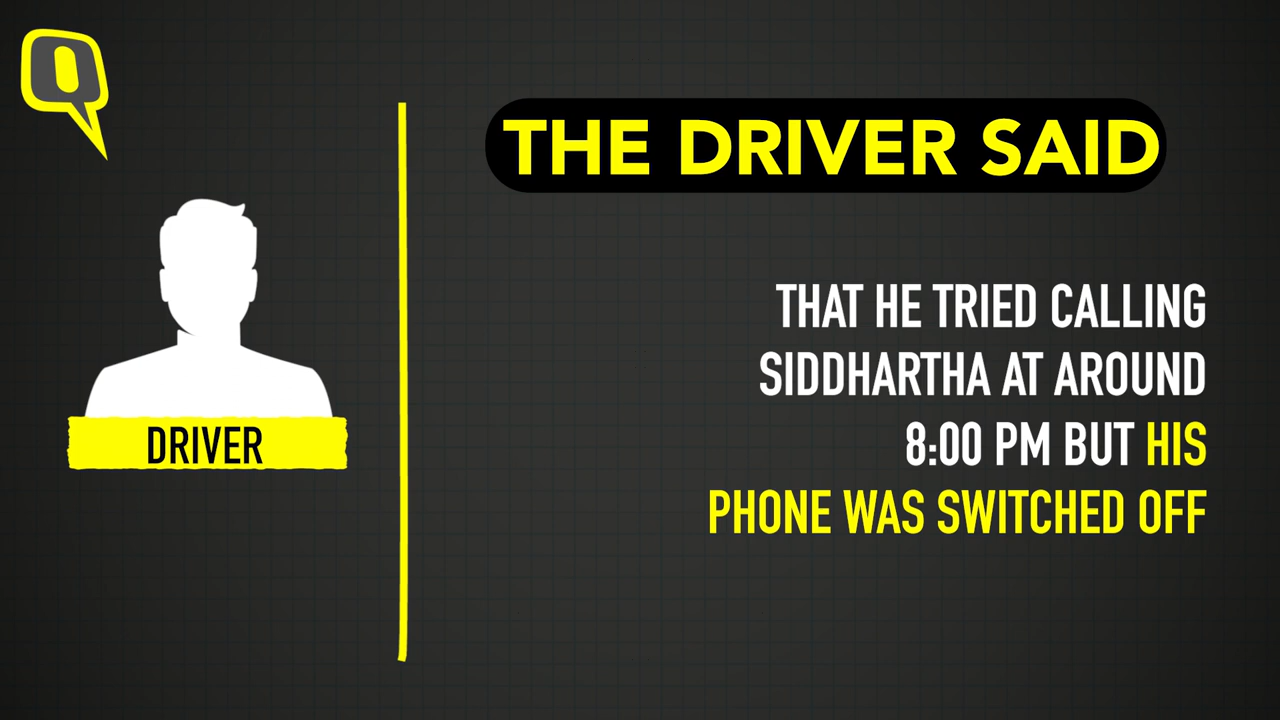 THE DRIVER SAID
THAT HE TRIED CALLING
SIDDHARTHA AT AROUND
8:00 PM BUT HIS
PHONE WAS SWITCHED OFF
DRIVER